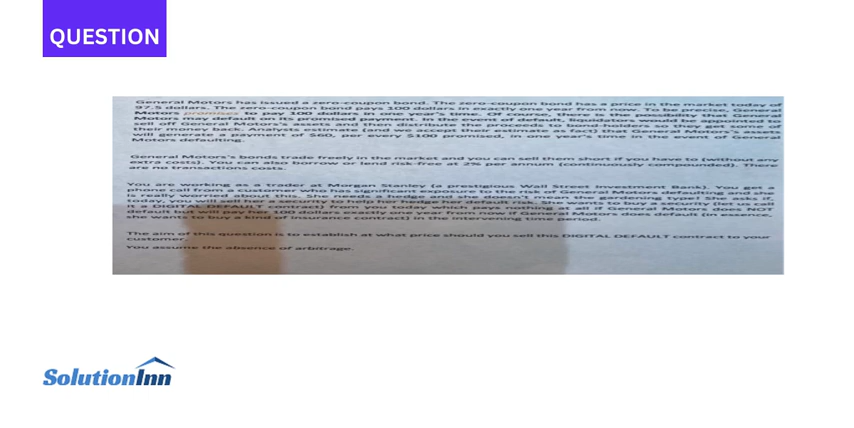 QUESTION
General Motors has issued a zero-coupon bond. The zero-coupon bond has a price in the market today of
97.5 dollars. The zero-coupon bond pays 100 dollars in exactly one year from now. To be precise, General
Motors promises to pay 100 dollars in one year's time. Of course, there is the possibility that General
Motors may default on its promised payment. In the event of default, liquidators would be appointed to
sell off General Motors's assets and then distribute the proceeds to bond-holders so they get some of
their money back. Analysts estimate (and we accept their estimate as fact) that General Motors's assets
will generate a payment of $60, per every $100 promised, in one year's time in the event of General
Motors defaulting.
General Motors's bonds trade freely in the market and you can sell them short if you have to (without any
extra costs). You can also borrow or lend risk-free at 2% per annum (continuously compounded). There
are no transactions costs.
You are working as a trader at Morgan Stanley (a prestigious Wall Street Investment Bank). You get a
phone call from a customer who has significant exposure to the risk of General Motors defaulting and she
is really worried about this. She needs a hedge and she doesn't mean the gardening type! She asks if,
today, you will sell her a security to help her hedge her default risk. She wants to buy a security (let us call
it a DIGITAL DEFAULT contract) from you today which pays nothing at all if General Motors does NOT
default but will pay her 100 dollars exactly one year from now if General Motors does default (in essence,
she wants to buy a kind of insurance contract) in the intervening time period.
The aim of this question is to establish at what price should you sell this DIGITAL DEFAULT contract to your
customer.
You assume the absence of arbitrage.
SolutionInn